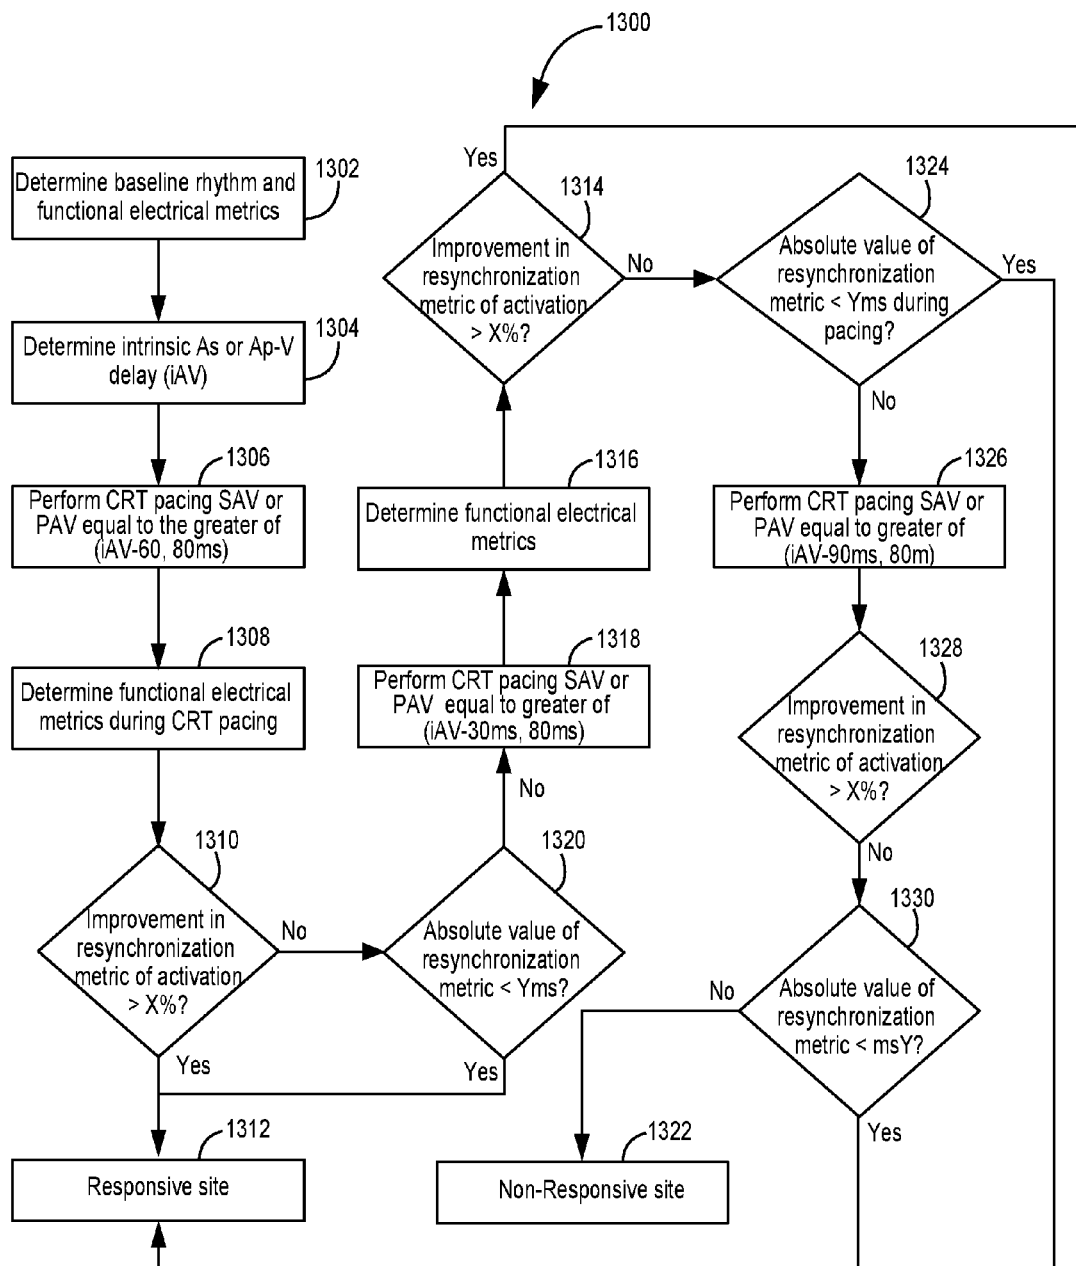 1300
1302
Determine baseline rhythm and
functional electrical metrics
1304
Determine intrinsic As or Ap-V
delay (iAV)
1306
Perform CRT pacing SAV or
PAV equal to the greater of
(iAV-60, 80ms)
1308
Determine functional electrical
metrics during CRT pacing
1310
Improvement in
resynchronization
metric of activation
> X%?
No
Yes
1312
Responsive site
Yes
1314
Improvement in
resynchronization
metric of activation
> X%?
No
1316
Determine functional electrical
metrics
1318
Perform CRT pacing SAV or
PAV equal to greater of
(iAV-30ms, 80ms)
No
1320
Absolute value of
resynchronization
metric < Yms?
Yes
1322
Non-Responsive site
1324
Absolute value of
resynchronization
metric < Yms during
pacing?
Yes
No
1326
Perform CRT pacing SAV or
PAV equal to greater of
(iAV-90ms, 80m)
1328
Improvement in
resynchronization
metric of activation
> X%?
No
1330
Absolute value of
resynchronization
metric < msY?
No
Yes